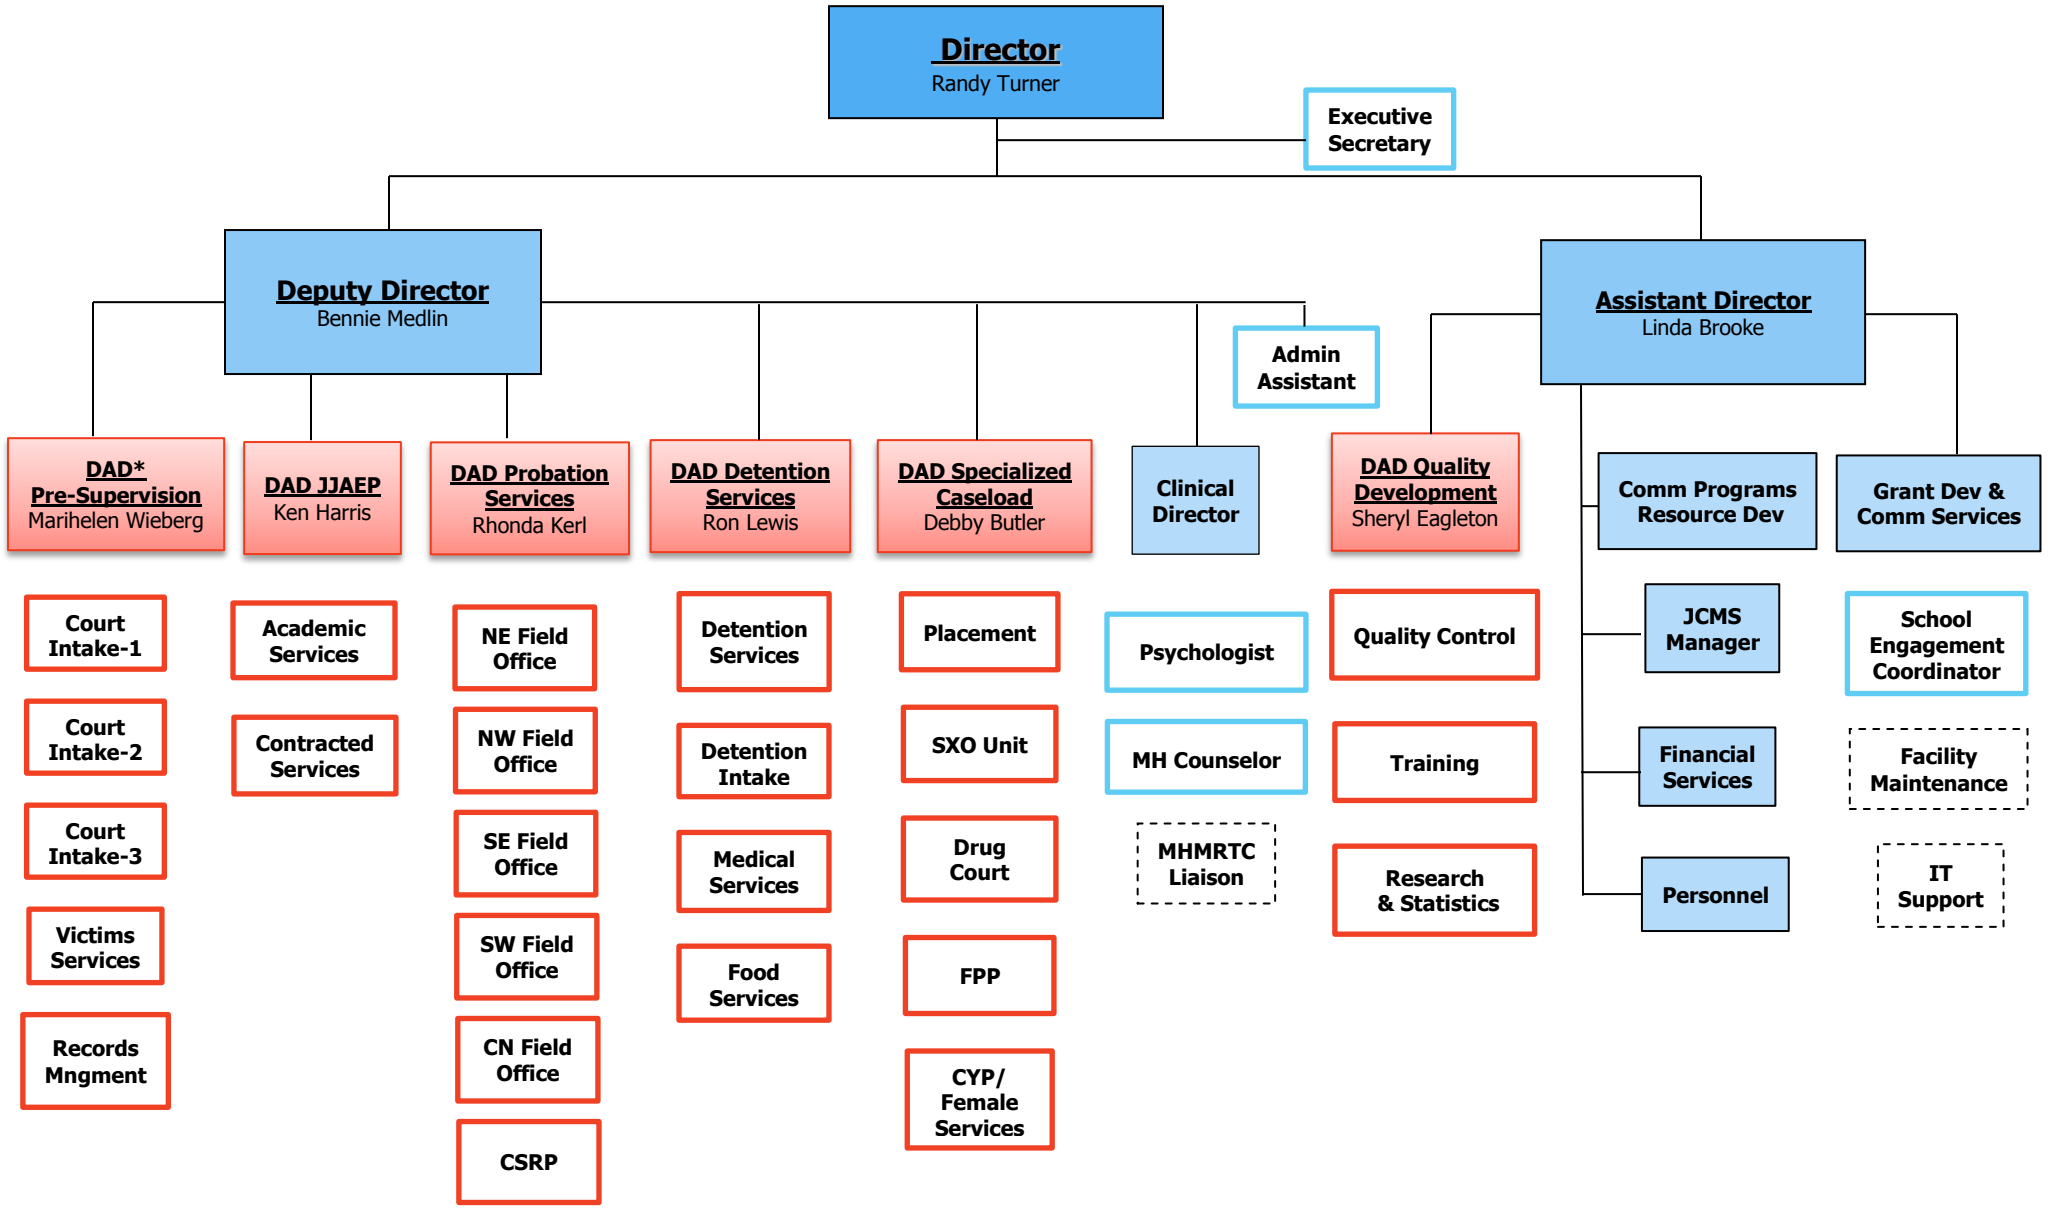 Director
Randy Turner
Executive
Secretary
Deputy Director
Bennie Medlin
Assistant Director
Linda Brooke
Admin
Assistant
DAD*
Pre-Supervision
Marihelen Wieberg
DAD JJAEP
Ken Harris
DAD Probation
Services
Rhonda Kerl
DAD Detention
Services
Ron Lewis
DAD Specialized
Caseload
Debby Butler
Clinical
Director
DAD Quality
Development
Sheryl Eagleton
Comm Programs
Resource Dev
Grant Dev &
Comm Services
Court
Intake-1
Court
Intake-2
Court
Intake-3
Victims
Services
Records
Mngment
Academic
Services
Contracted
Services
NE Field
Office
NW Field
Office
SE Field
Office
SW Field
Office
CN Field
Office
CSRP
Detention
Services
Detention
Intake
Medical
Services
Food
Services
Placement
SXO Unit
Drug
Court
FPP
CYP/
Female
Services
Psychologist
MH Counselor
MHMRTC
Liaison
Quality Control
Training
Research
& Statistics
JCMS
Manager
Financial
Services
Personnel
School
Engagement
Coordinator
Facility
Maintenance
IT
Support